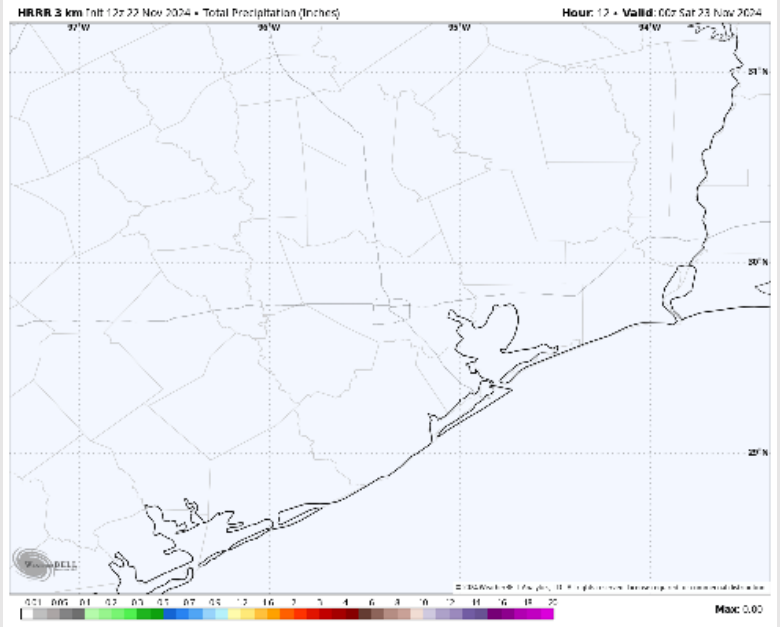 HRRR 3 km Init 12z 22 Nov 2024 • Total Precipitation (Inches) Hour: 12 • Valid: 00z Sat 23 Nov 2024
97°W 96°W 95°W 94°W
31°N
30°N
29°N
WeatherBELL
0.01 0.05 0.1 0.2 0.3 0.5 0.7 0.9 1.2 1.6 2 3 4 6 8 10 12 14 16 18 20 Max: 0.00